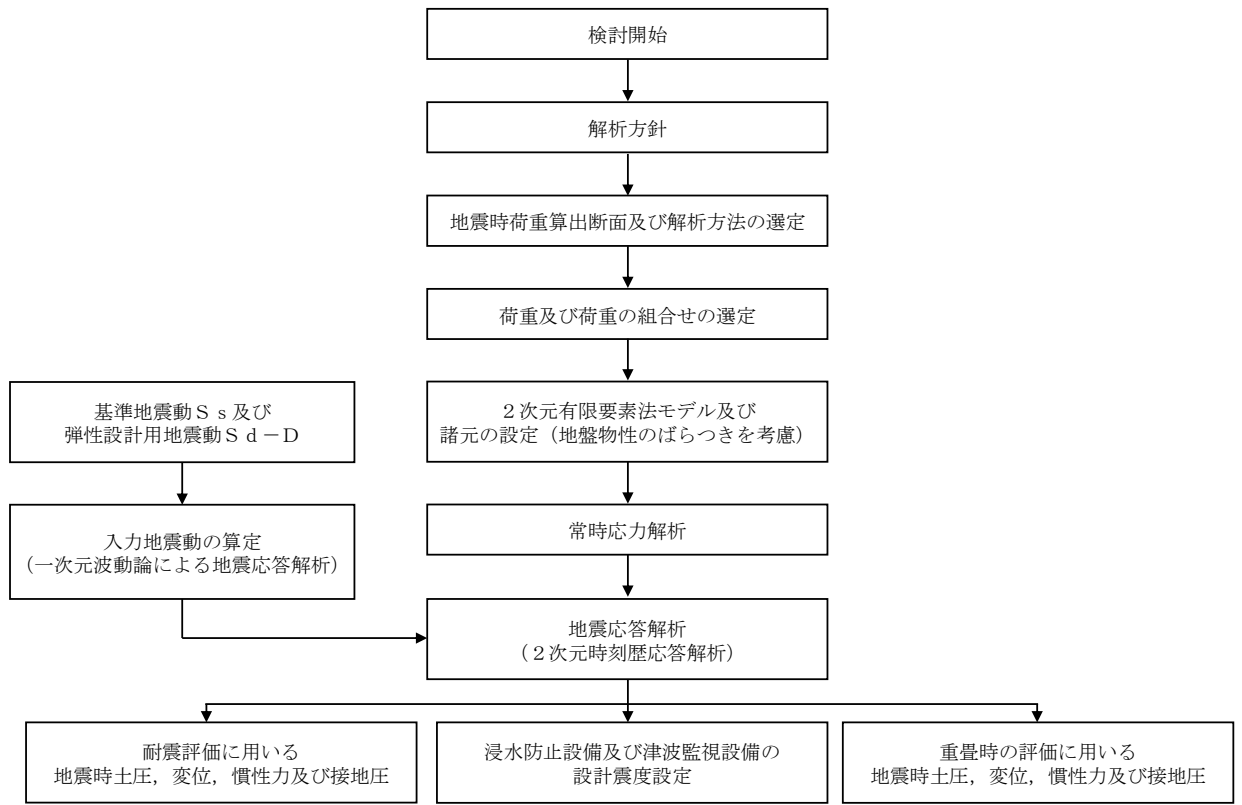 検討開始
解析方針
地震時荷重算出断面及び解析方法の選定
荷重及び荷重の組合せの選定
基準地震動Ｓｓ及び
弾性設計用地震動Ｓｄ－Ｄ
２次元有限要素法モデル及び
諸元の設定（地盤物性のばらつきを考慮）
入力地震動の算定
（一次元波動論による地震応答解析）
常時応力解析
地震応答解析
（２次元時刻歴応答解析）
耐震評価に用いる
地震時土圧，変位，慣性力及び接地圧
浸水防止設備及び津波監視設備の
設計震度設定
重畳時の評価に用いる
地震時土圧，変位，慣性力及び接地圧